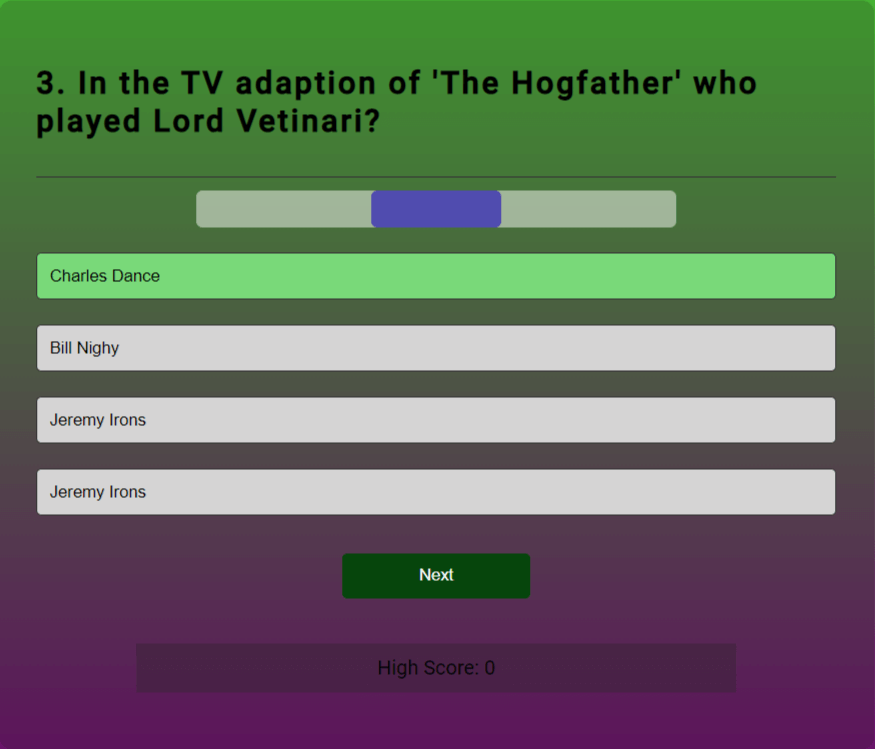 3. In the TV adaption of 'The Hogfather' who
played Lord Vetinari?
Charles Dance
Bill Nighy
Jeremy Irons
Jeremy Irons
Next
High Score: 0